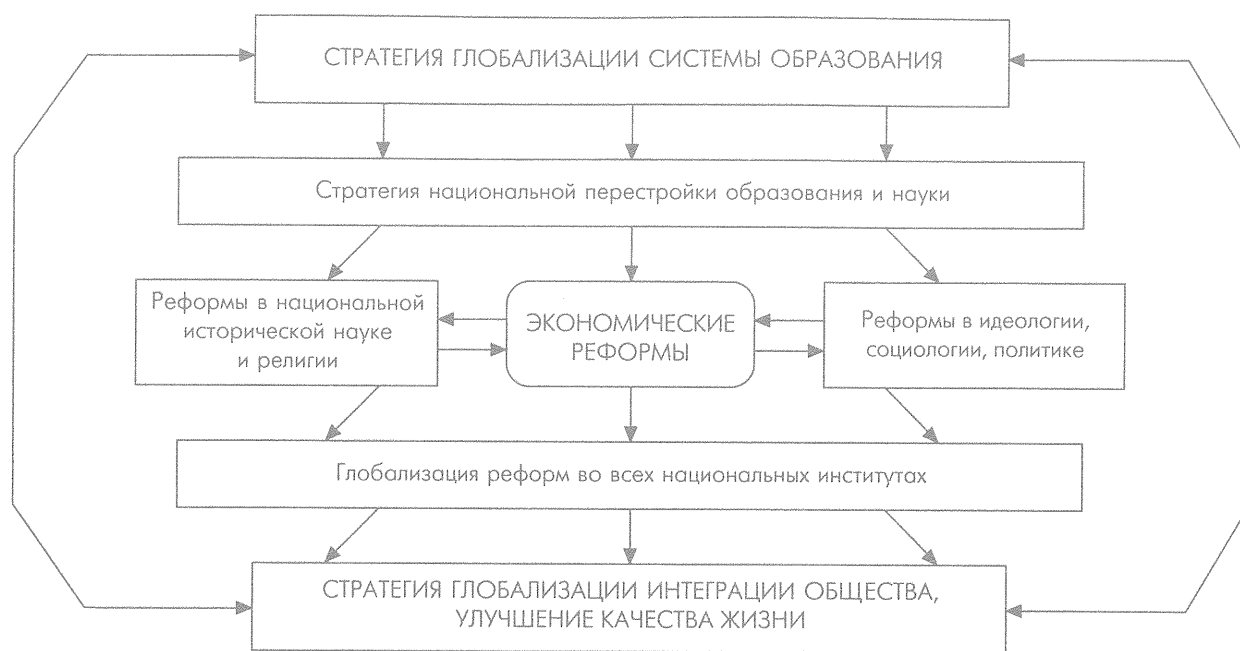 СТРАТЕГИЯ ГЛОБАЛИЗАЦИИ СИСТЕМЫ ОБРАЗОВАНИЯ
Стратегия национальной перестройки образования и науки
Реформы в национальной
исторической науке
и религии
ЭКОНОМИЧЕСКИЕ
РЕФОРМЫ
Реформы в идеологии,
социологии, политике
Глобализация реформ во всех национальных институтах
СТРАТЕГИЯ ГЛОБАЛИЗАЦИИ ИНТЕГРАЦИИ ОБЩЕСТВА,
УЛУЧШЕНИЕ КАЧЕСТВА ЖИЗНИ